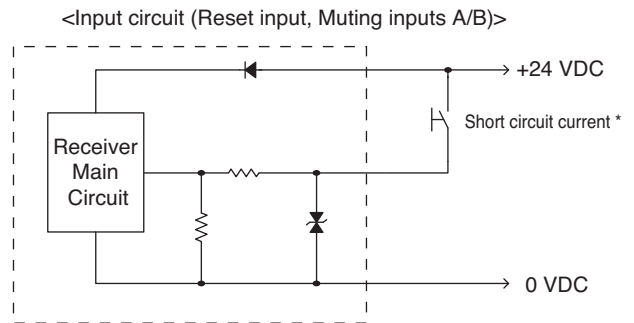 <Input circuit (Reset input, Muting inputs A/B)>
+24 VDC
Short circuit current *
Receiver
Main
Circuit
0 VDC